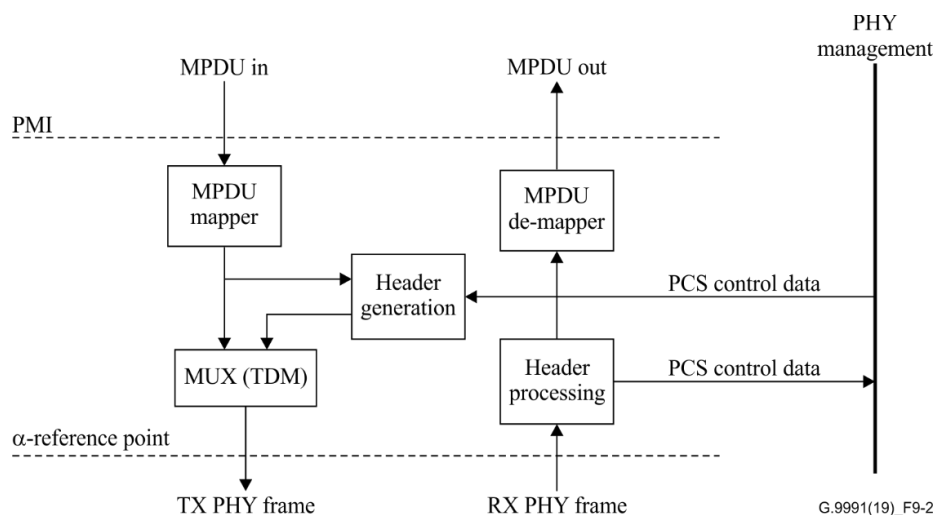 PHY
management
MPDU in
MPDU out
PMI
MPDU
mapper
MPDU
de-mapper
Header
generation
PCS control data
MUX (TDM)
Header
processing
PCS control data
α-reference point
TX PHY frame
RX PHY frame
G.9991(19)_F9-2